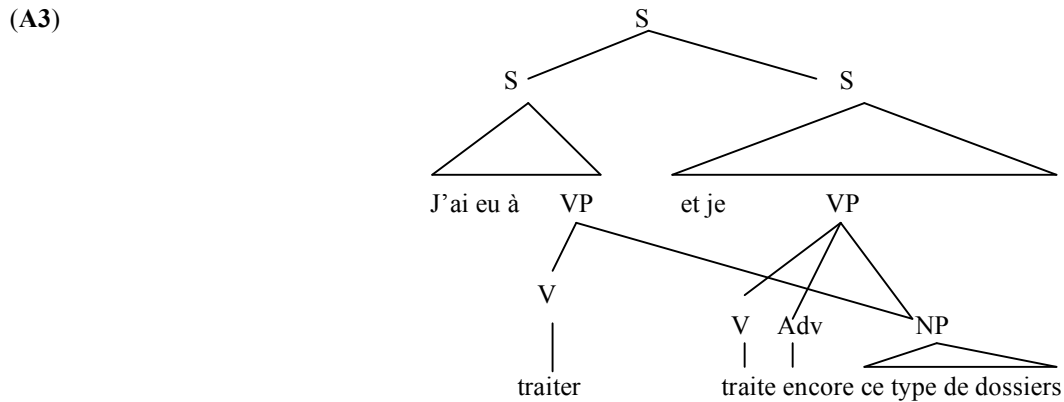 (A3)
S
S S
J’ai eu à VP et je VP
V
V Adv NP
traiter traite encore ce type de dossiers